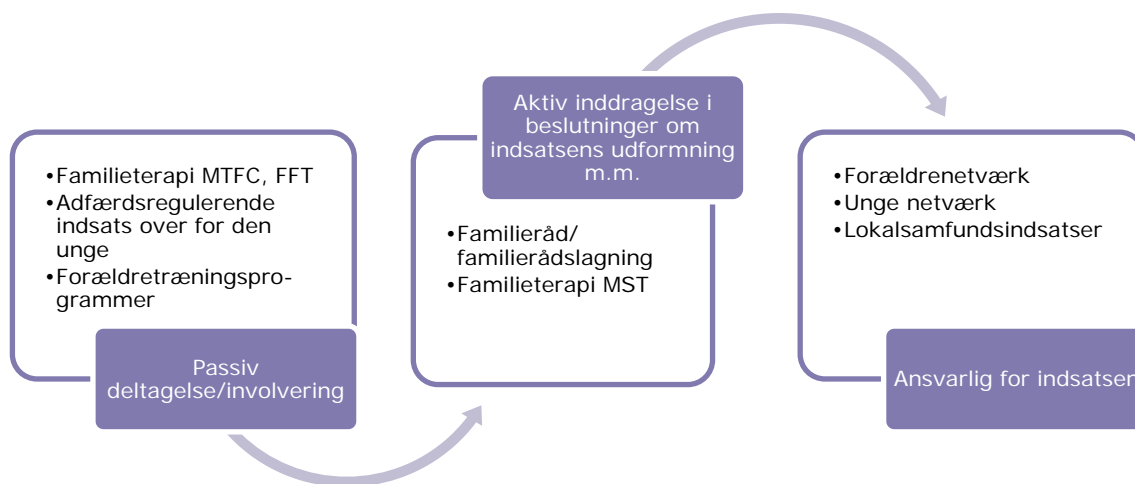 •Familieterapi MTFC, FFT
•Adfærdsregulerende
indsats over for den
unge
•Forældretræningspro-
grammer
Passiv
deltagelse/involvering
Aktiv inddragelse i
beslutninger om
indsatsens udformning
m.m.
•Familieråd/
familierådslagning
•Familieterapi MST
•Forældrenetværk
•Unge netværk
•Lokalsamfundsindsatser
Ansvarlig for indsatsen